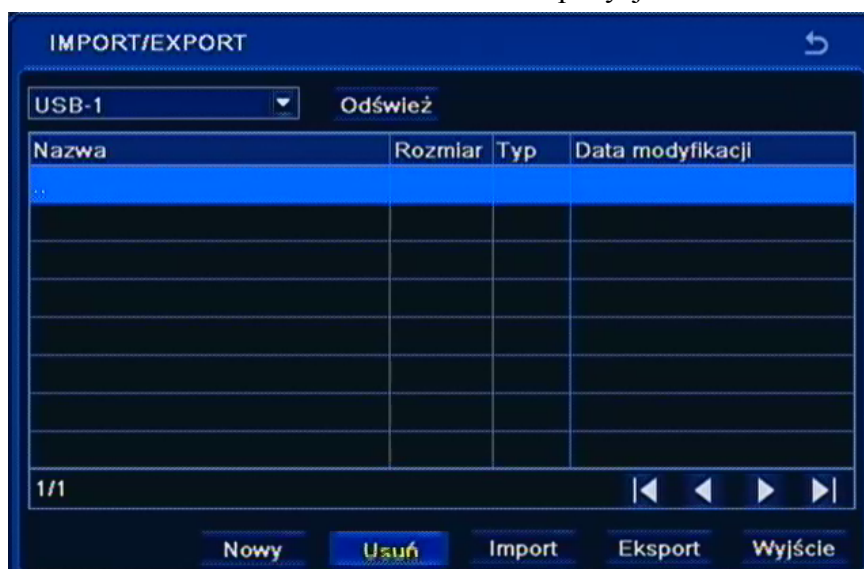 IMPORT/EXPORT
USB-1 Odśwież
Nazwa Rozmiar Typ Data modyfikacji
..
1/1
Nowy Usuń Import Eksport Wyjście